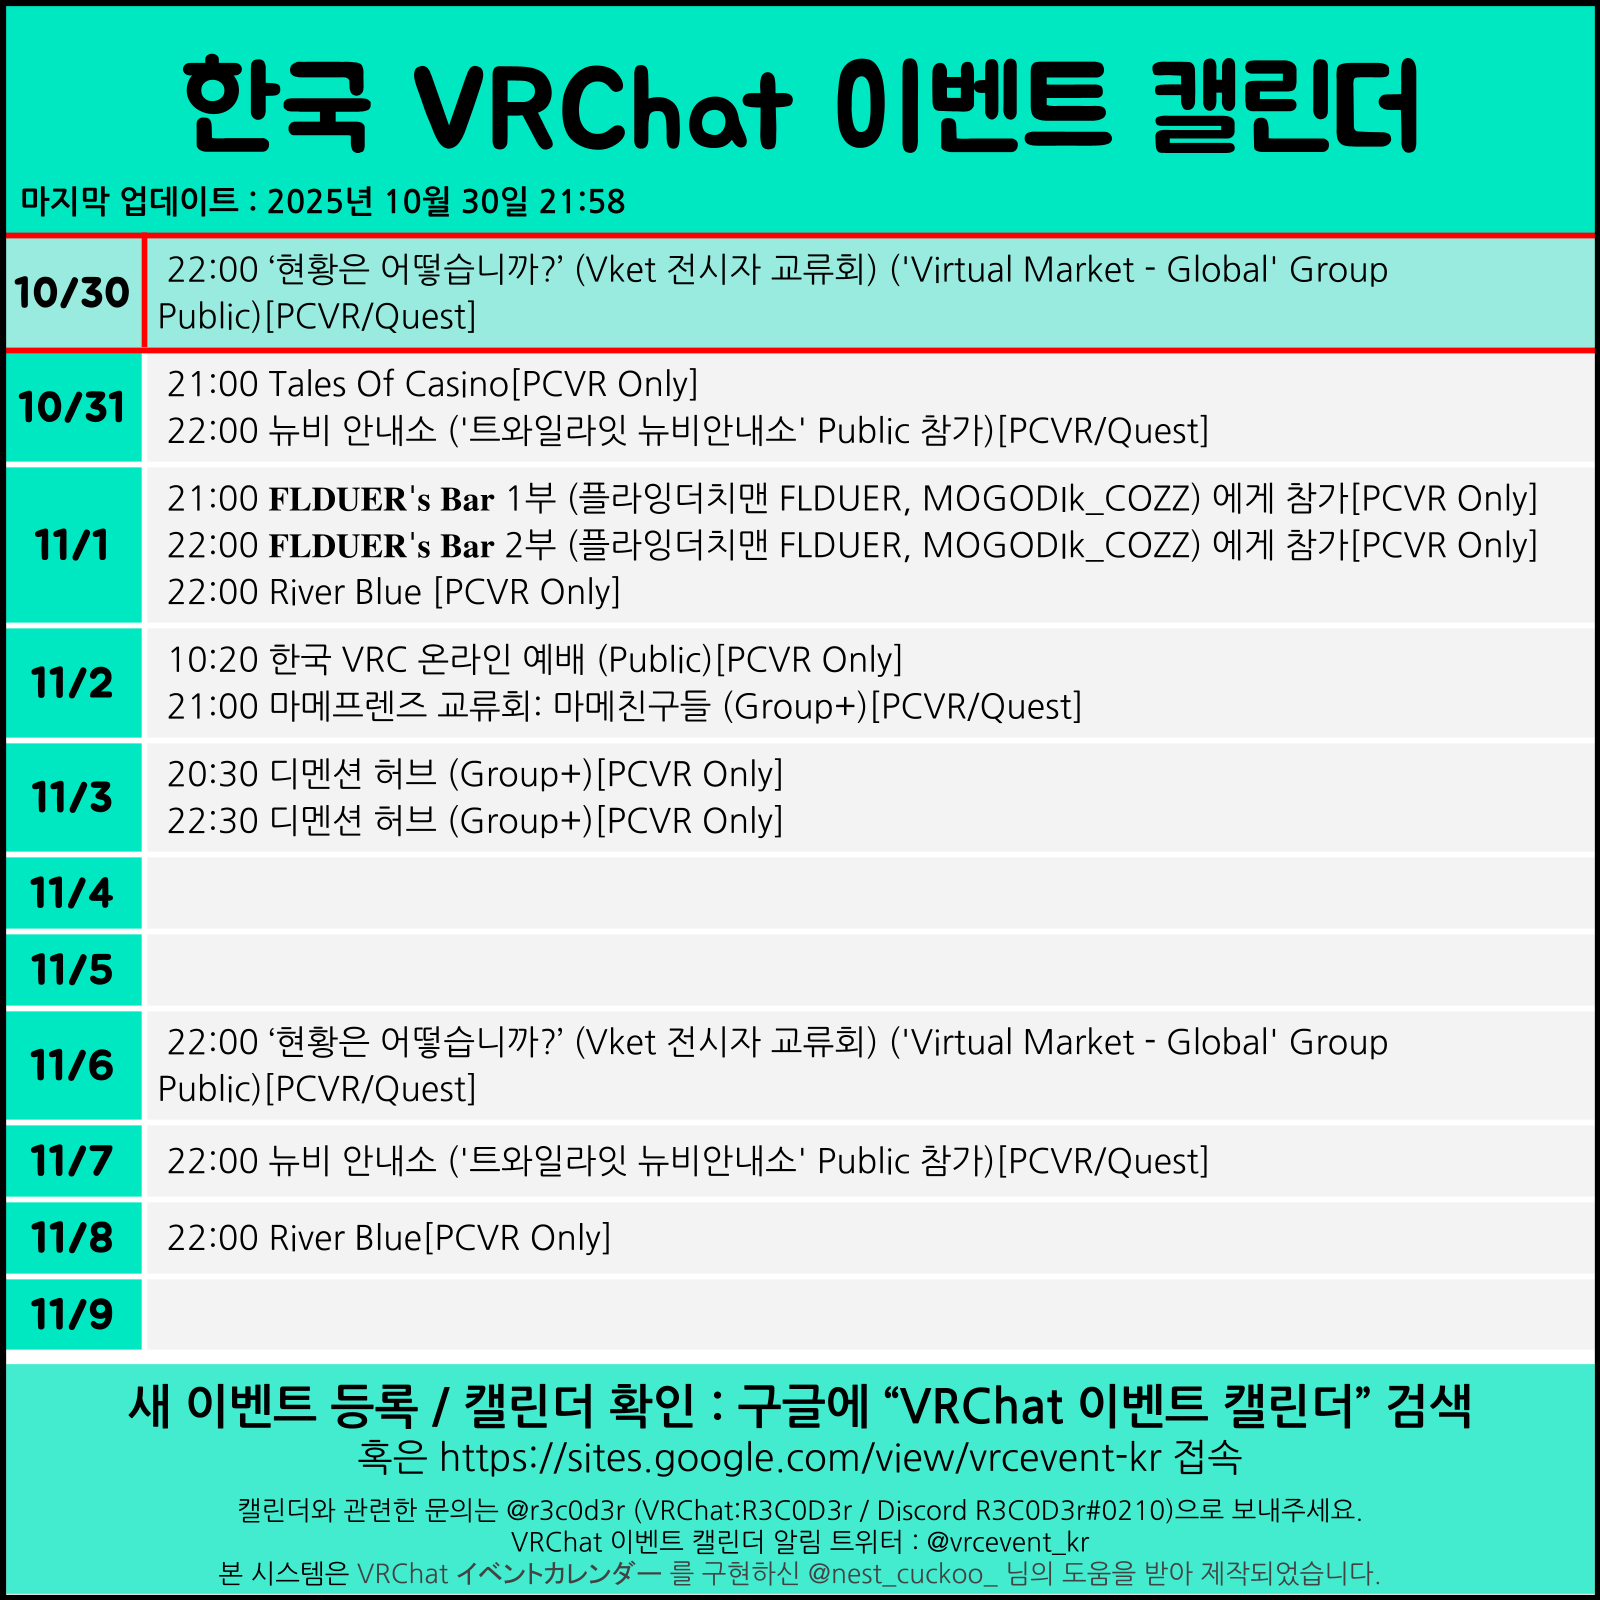 한국 VRChat 이벤트 캘린더
마지막 업데이트 : 2025년 10월 30일 21:58
10/30
22:00 ‘현황은 어떻습니까?’ (Vket 전시자 교류회) ('Virtual Market - Global' Group
Public)[PCVR/Quest]
10/31
21:00 Tales Of Casino[PCVR Only]
22:00 뉴비 안내소 ('트와일라잇 뉴비안내소' Public 참가)[PCVR/Quest]
11/1
21:00 FLDUER's Bar 1부 (플라잉더치맨 FLDUER, MOGODIk_COZZ) 에게 참가[PCVR Only]
22:00 FLDUER's Bar 2부 (플라잉더치맨 FLDUER, MOGODIk_COZZ) 에게 참가[PCVR Only]
22:00 River Blue [PCVR Only]
11/2
10:20 한국 VRC 온라인 예배 (Public)[PCVR Only]
21:00 마메프렌즈 교류회: 마메친구들 (Group+)[PCVR/Quest]
11/3
20:30 디멘션 허브 (Group+)[PCVR Only]
22:30 디멘션 허브 (Group+)[PCVR Only]
11/4
11/5
11/6
22:00 ‘현황은 어떻습니까?’ (Vket 전시자 교류회) ('Virtual Market - Global' Group
Public)[PCVR/Quest]
11/7
22:00 뉴비 안내소 ('트와일라잇 뉴비안내소' Public 참가)[PCVR/Quest]
11/8
22:00 River Blue[PCVR Only]
11/9
새 이벤트 등록 / 캘린더 확인 : 구글에 “VRChat 이벤트 캘린더” 검색
혹은 https://sites.google.com/view/vrcevent-kr 접속
캘린더와 관련한 문의는 @r3c0d3r (VRChat:R3C0D3r / Discord R3C0D3r#0210)으로 보내주세요.
VRChat 이벤트 캘린더 알림 트위터 : @vrcevent_kr
본 시스템은 VRChat イベントカレンダー 를 구현하신 @nest_cuckoo_ 님의 도움을 받아 제작되었습니다.